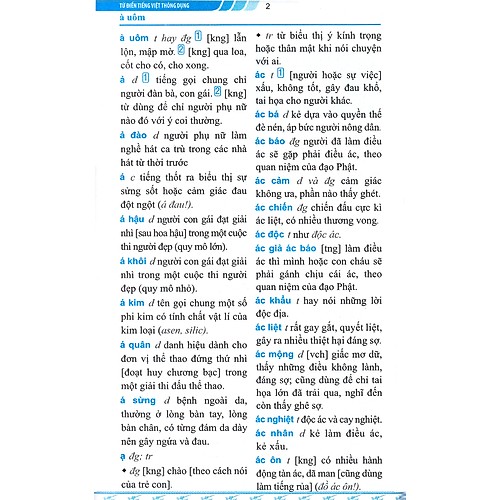 TỪ ĐIỂN TIẾNG VIỆT THÔNG DỤNG
2
à uôm
à uôm t hay đg 1 [kng] lẫn
lộn, mập mờ. 2 [kng] qua loa,
cốt cho có, cho xong.
ả d 1 tiếng gọi chung chỉ
người đàn bà, con gái. 2 [kng]
từ dùng để chỉ người phụ nữ
nào đó với ý coi thường.
ả đào d người phụ nữ làm
nghề hát ca trù trong các nhà
hát từ thời trước
á c tiếng thốt ra biểu thị sự
sửng sốt hoặc cảm giác đau
đột ngột (á đau!).
á hậu d người con gái đạt giải
nhì [sau hoa hậu] trong một cuộc
thi người đẹp (quy mô lớn).
á khôi d người con gái đạt giải
nhì trong một cuộc thi người
đẹp (quy mô nhỏ).
á kim d tên gọi chung một số
phi kim có tính chất vật lí của
kim loại (asen, silic).
á quân d danh hiệu dành cho
đơn vị thể thao đứng thứ nhì
[đoạt huy chương bạc] trong
một giải thi đấu thể thao.
á sừng d bệnh ngoài da,
thường ở lòng bàn tay, lòng
bàn chân, có từng đám da dày
nên gây ngứa và đau.
ạ đg; tr
♦ đg [kng] chào [theo cách nói
của trẻ con].
♦ tr từ biểu thị ý kính trọng
hoặc thân mật khi nói chuyện
với ai.
ác t 1 [người hoặc sự việc]
xấu, không tốt, gây đau khổ,
tai họa cho người khác.
ác bá d kẻ dựa vào quyền thế
đè nén, áp bức người nông dân.
ác báo đg người đã làm điều
ác sẽ gặp phải điều ác, theo
quan niệm của đạo Phật.
ác cảm d và đg cảm giác
không ưa, phần nào thấy ghét.
ác chiến đg chiến đấu cực kì
ác liệt, có nhiều thương vong.
ác độc t như độc ác.
ác giả ác báo [tng] làm điều
ác thì mình hoặc con cháu sẽ
phải gánh chịu cái ác, theo
quan niệm của đạo Phật.
ác khẩu t hay nói những lời
độc địa.
ác liệt t rất gay gắt, quyết liệt,
gây ra nhiều thiệt hại đáng sợ.
ác mộng d [vch] giấc mơ dữ,
thấy những điều không lành,
đáng sợ; cũng dùng để chỉ tai
họa lớn đã trải qua, nghĩ đến
còn thấy ghê sợ.
ác nghiệt t độc ác và cay nghiệt.
ác nhân d kẻ làm điều ác,
kẻ xấu.
ác ôn t [kng] có nhiều hành
động tàn ác, dã man [cũng dùng
làm tiếng rủa] (đồ ác ôn!).